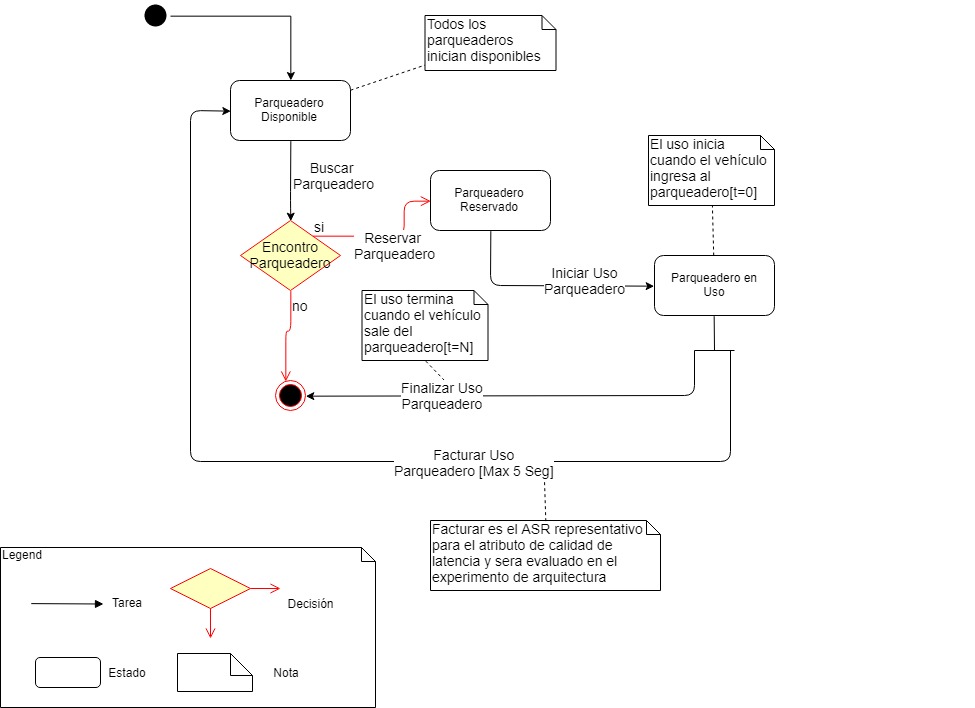 Todos los
parqueaderos
inician disponibles
Parqueadero
Disponible
El uso inicia
cuando el vehículo
ingresa al
parqueadero[t=0]
Buscar
Parqueadero
Parqueadero
Reservado
si
Encontro
Parqueadero
Reservar
Parqueadero
Iniciar Uso
Parqueadero
Parqueadero en
Uso
no
El uso termina
cuando el vehículo
sale del
parqueadero[t=N]
Finalizar Uso
Parqueadero
Facturar Uso
Parqueadero [Max 5 Seg]
Facturar es el ASR representativo
para el atributo de calidad de
latencia y sera evaluado en el
experimento de arquitectura
Legend
Tarea
Decisión
Estado
Nota